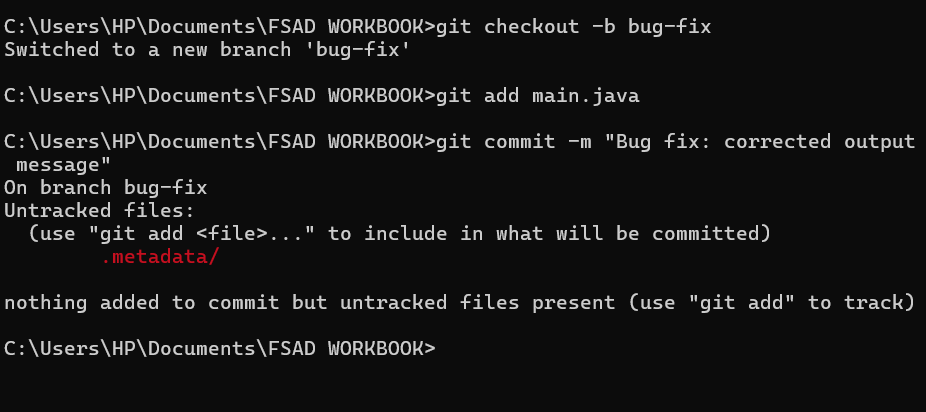 C:\Users\HP\Documents\FSAD WORKBOOK>git checkout -b bug-fix
Switched to a new branch 'bug-fix'
C:\Users\HP\Documents\FSAD WORKBOOK>git add main.java
C:\Users\HP\Documents\FSAD WORKBOOK>git commit -m "Bug fix: corrected output
 message"
On branch bug-fix
Untracked files:
  (use "git add <file>..." to include in what will be committed)
        .metadata/
nothing added to commit but untracked files present (use "git add" to track)
C:\Users\HP\Documents\FSAD WORKBOOK>